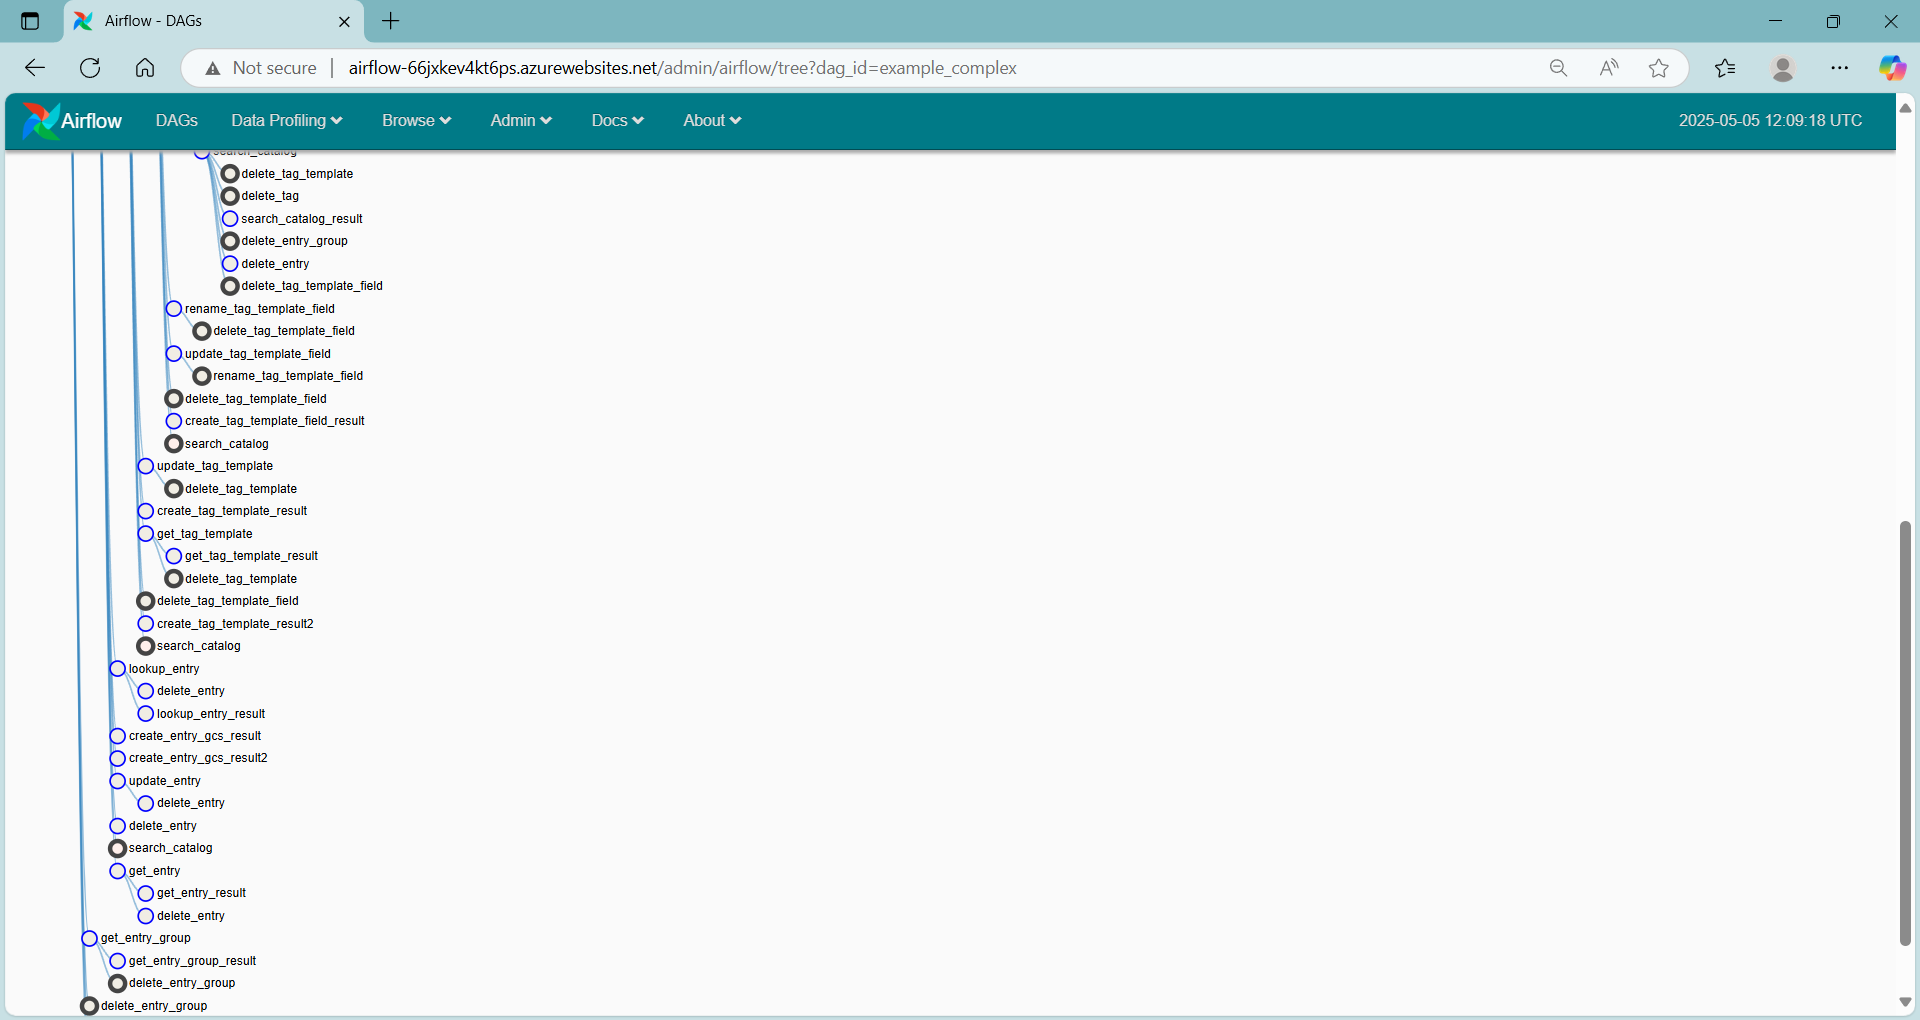 Airflow - DAGs
Not secure airflow-66jxkev4kt6ps.azurewebsites.net/admin/airflow/tree?dag_id=example_complex
Airflow DAGs Data Profiling Browse Admin Docs About 2025-05-05 12:09:18 UTC
search_catalog
delete_tag_template
delete_tag
search_catalog_result
delete_entry_group
delete_entry
delete_tag_template_field
rename_tag_template_field
delete_tag_template_field
update_tag_template_field
rename_tag_template_field
delete_tag_template_field
create_tag_template_field_result
search_catalog
update_tag_template
delete_tag_template
create_tag_template_result
get_tag_template
get_tag_template_result
delete_tag_template
delete_tag_template_field
create_tag_template_result2
search_catalog
lookup_entry
delete_entry
lookup_entry_result
create_entry_gcs_result
create_entry_gcs_result2
update_entry
delete_entry
delete_entry
search_catalog
get_entry
get_entry_result
delete_entry
get_entry_group
get_entry_group_result
delete_entry_group
delete_entry_group